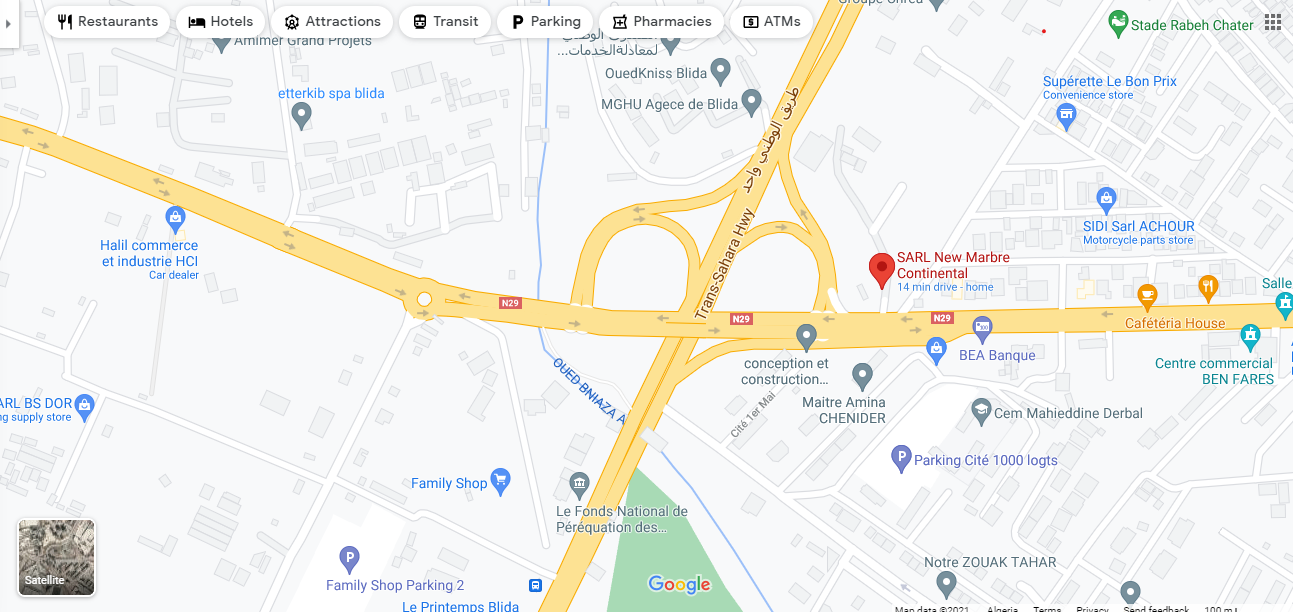 Groupe Chred
Restaurants
Hotels
Attractions
Transit
Parking
Pharmacies
ATMs
Stade Rabeh Chater
Amimer Grand Projets
لمعادلةالخدمات...
OuedKniss Blida
MGHU Agece de Blida
Supérette Le Bon Prix
Convenience store
etterkib spa blida
طريق الوطني واحد
Trans-Sahara Hwy
SIDI Sarl ACHOUR
Motorcycle parts store
Halil commerce
et industrie HCI
Car dealer
SARL New Marbre
Continental
14 min drive - home
Salle
N29
N29
N29
Cafétéria House
BEA Banque
conception et
construction...
Centre commercial
BEN FARES
OUED BNIAZA A
Cité 1er Mai
Maitre Amina
CHENIDER
ARL BS DOR
ng supply store
Cem Mahieddine Derbal
Parking Cité 1000 logts
Family Shop
Le Fonds National de
Péréquation des...
Notre ZOUAK TAHAR
Satellite
Family Shop Parking 2
Le Printemps Blida
Google
Map data ©2021
Algeria
Terms
Privacy
Send feedback
100 m